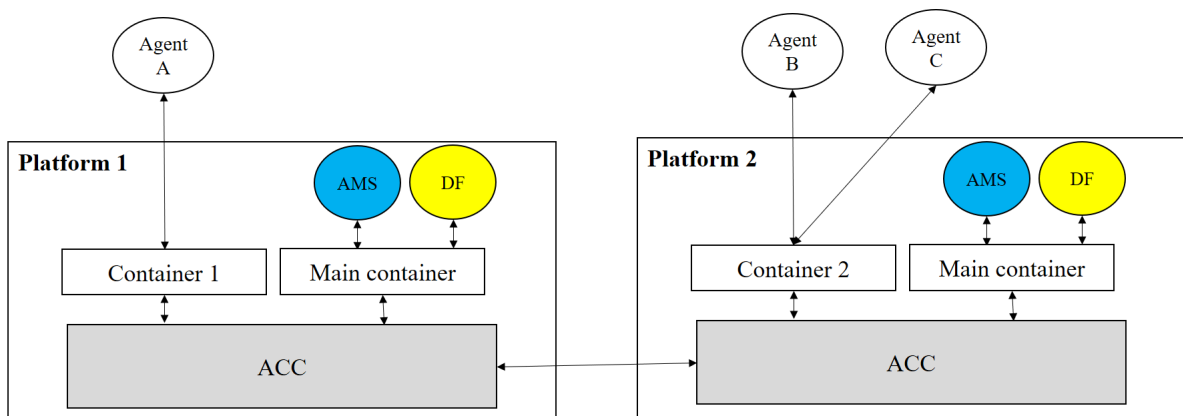 Agent
A
Agent
B
Agent
C
Platform 1
AMS
DF
Container 1
Main container
ACC
Platform 2
AMS
DF
Container 2
Main container
ACC